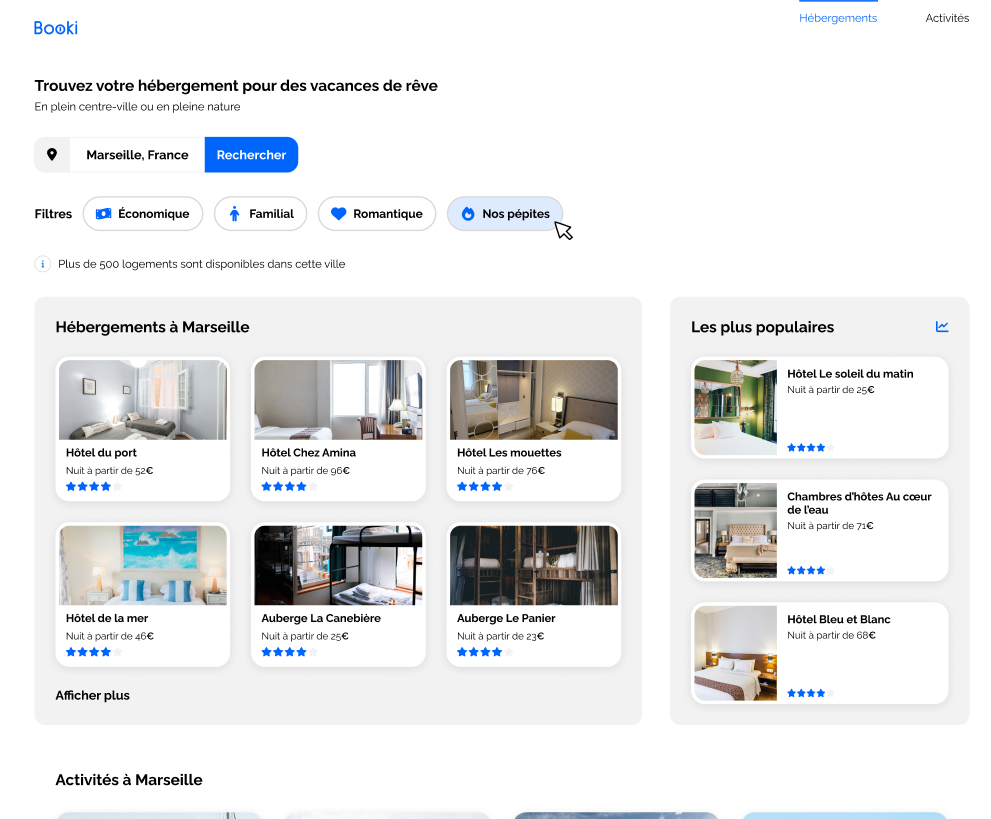 Booki
Hébergements
Activités
Trouvez votre hébergement pour des vacances de rêve
En plein centre-ville ou en pleine nature
Marseille, France
Rechercher
Filtres
Économique
Familial
Romantique
Nos pépites
i
Plus de 500 logements sont disponibles dans cette ville
Hébergements à Marseille
Hôtel du port
Nuit à partir de 52€
Hôtel Chez Amina
Nuit à partir de 96€
Hôtel Les mouettes
Nuit à partir de 76€
Hôtel de la mer
Nuit à partir de 46€
Auberge La Canebière
Nuit à partir de 25€
Auberge Le Panier
Nuit à partir de 23€
Afficher plus
Les plus populaires
Hôtel Le soleil du matin
Nuit à partir de 25€
Chambres d'hôtes Au cœur
de l'eau
Nuit à partir de 71€
Hôtel Bleu et Blanc
Nuit à partir de 68€
Activités à Marseille